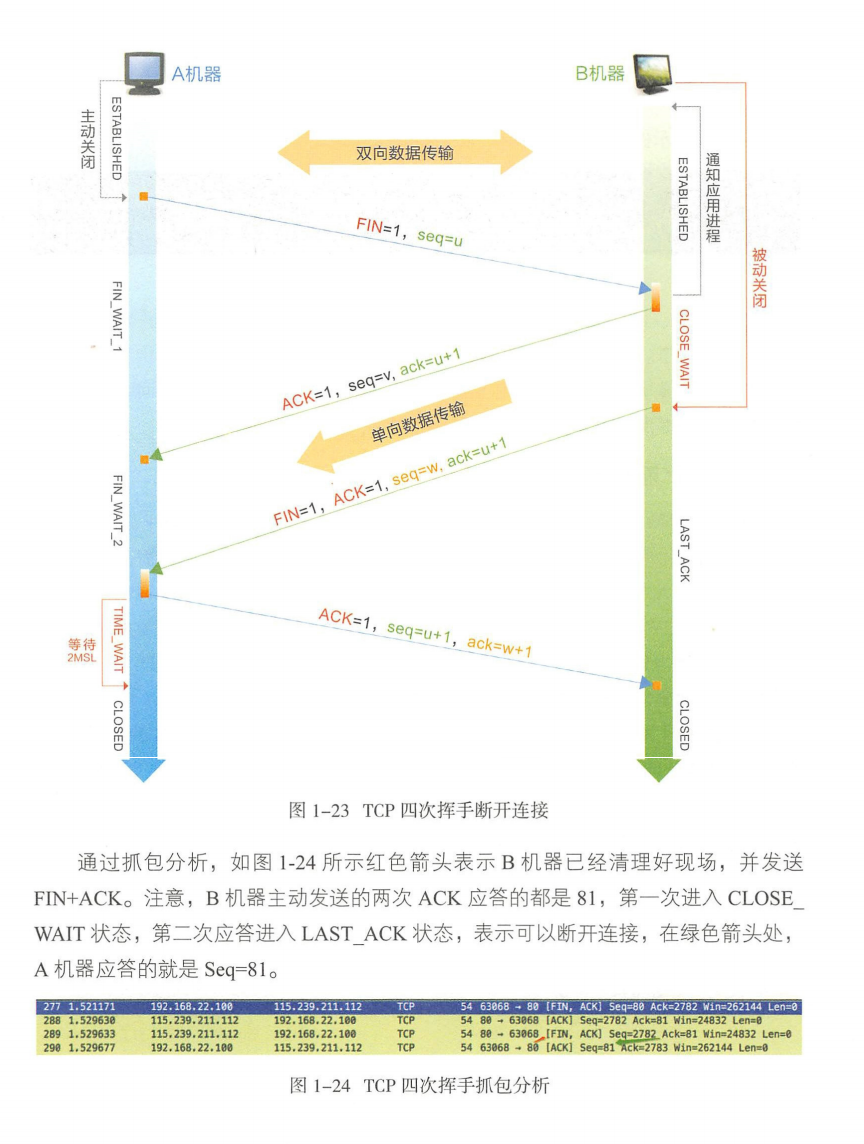 A机器
B机器
主动关闭
ESTABLISHED
双向数据传输
ESTABLISHED
通知应用进程
FIN=1, seq=u
被动关闭
FIN_WAIT_1
CLOSE_WAIT
ACK=1, seq=v, ack=u+1
单向数据传输
FIN=1, ACK=1, seq=w, ack=u+1
FIN_WAIT_2
LAST_ACK
ACK=1, seq=u+1, ack=w+1
TIME_WAIT
等待
2MSL
CLOSED
CLOSED
图 1-23 TCP 四次挥手断开连接
通过抓包分析，如图 1-24 所示红色箭头表示 B 机器已经清理好现场，并发送
FIN+ACK。注意，B 机器主动发送的两次 ACK 应答的都是 81，第一次进入 CLOSE_
WAIT 状态，第二次应答进入 LAST_ACK 状态，表示可以断开连接，在绿色箭头处，
A 机器应答的就是 Seq=81。
277 1.521171 192.168.22.100 115.239.211.112 TCP 54 63068 → 80 [FIN, ACK] Seq=80 Ack=2782 Win=262144 Len=0
288 1.529630 115.239.211.112 192.168.22.100 TCP 54 80 → 63068 [ACK] Seq=2782 Ack=81 Win=24832 Len=0
289 1.529633 115.239.211.112 192.168.22.100 TCP 54 80 → 63068 [FIN, ACK] Seq=2782 Ack=81 Win=24832 Len=0
290 1.529677 192.168.22.100 115.239.211.112 TCP 54 63068 → 80 [ACK] Seq=81 Ack=2783 Win=262144 Len=0
图 1-24 TCP 四次挥手抓包分析